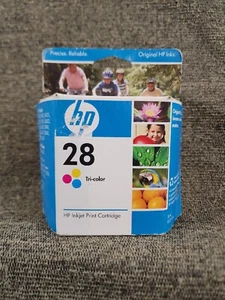 Precise. Reliable.
Original HP Inks.
hp
28
Tri-color
HP Inkjet Print Cartridge